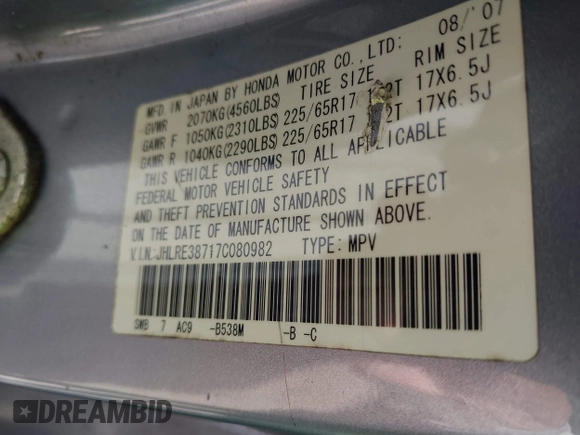 MFD. IN JAPAN BY HONDA MOTOR CO.,LTD: 08/'07
GVWR 2070KG(4560LBS) TIRE SIZE RIM SIZE
GAWR F 1050KG(2310LBS) 225/65R17 2T 17X6.5J
GAWR R 1040KG(2290LBS) 225/65R17 2T 17X6.5J
THIS VEHICLE CONFORMS TO ALL APPLICABLE
FEDERAL MOTOR VEHICLE SAFETY
AND THEFT PREVENTION STANDARDS IN EFFECT
ON THE DATE OF MANUFACTURE SHOWN ABOVE.
V.I.N.:JHLRE38717C080982 TYPE: MPV
SWB 7 AC9 -B538M -B -C
DREAMBID